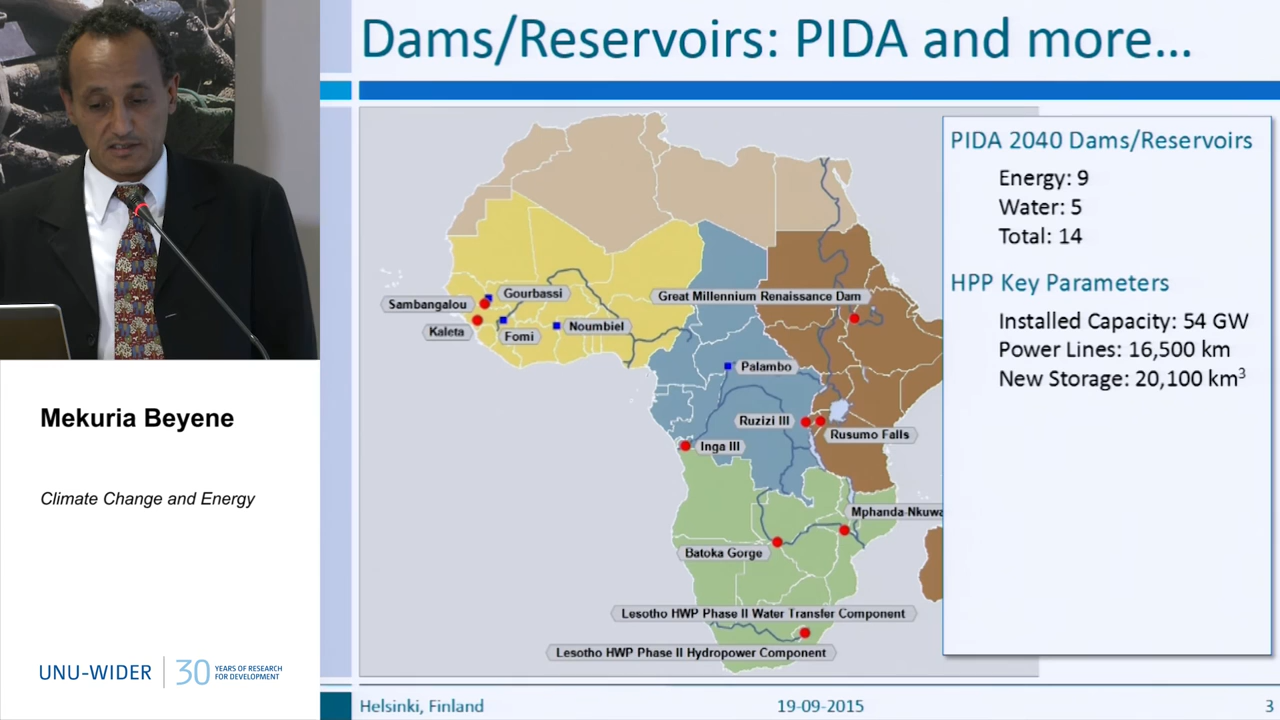 Dams/Reservoirs: PIDA and more...
Gourbassi
Sambangalou
Great Millennium Renaissance Dam
Kaleta
Fomi
Noumbiel
Palambo
Ruzizi III
Rusumo Falls
Inga III
Mphanda Nkuwa
Batoka Gorge
Lesotho HWP Phase II Water Transfer Component
Lesotho HWP Phase II Hydropower Component
PIDA 2040 Dams/Reservoirs
Energy: 9
Water: 5
Total: 14
HPP Key Parameters
Installed Capacity: 54 GW
Power Lines: 16,500 km
New Storage: 20,100 km³
Mekuria Beyene
Climate Change and Energy
UNU-WIDER
30 YEARS OF RESEARCH
FOR DEVELOPMENT
Helsinki, Finland
19-09-2015
3